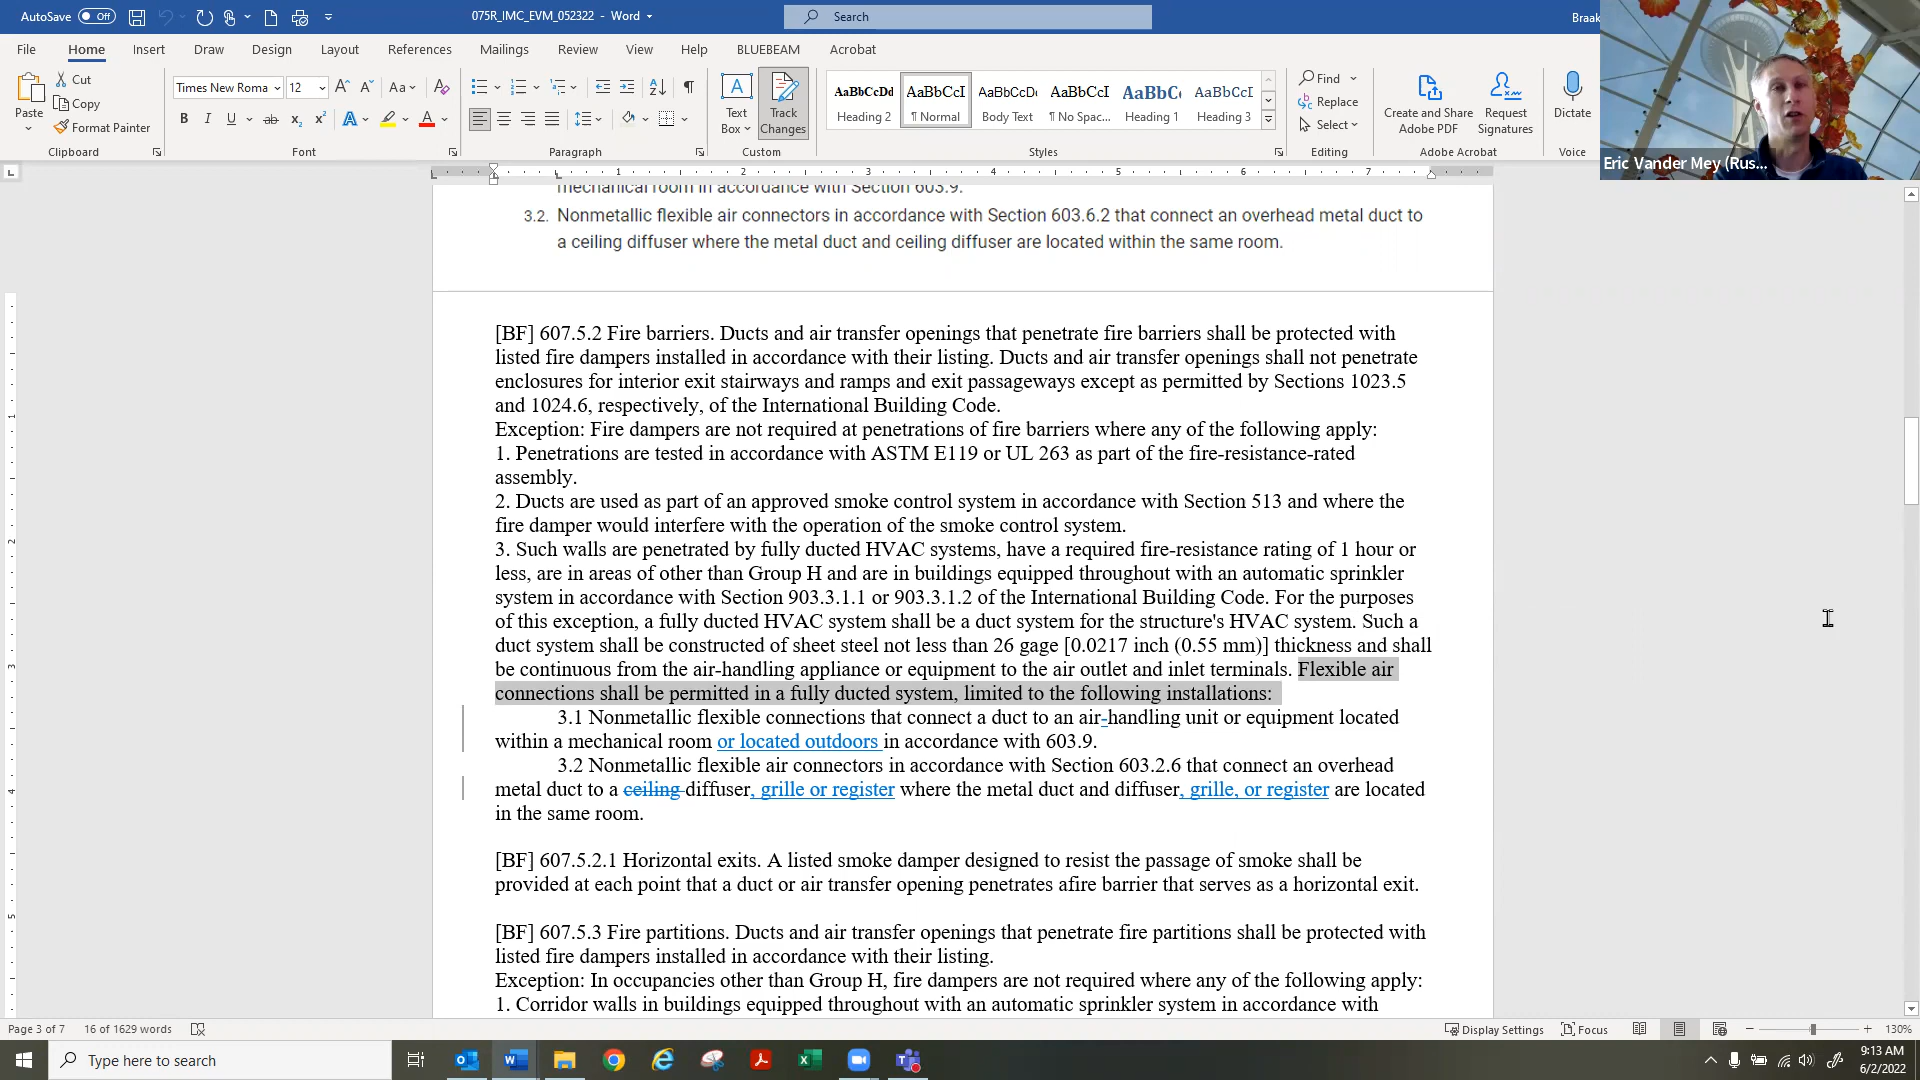 AutoSave Off
075R_IMC_EVM_052322 - Word
Search
Braak
File Home Insert Draw Design Layout References Mailings Review View Help BLUEBEAM Acrobat
Paste
Cut
Copy
Format Painter
Clipboard
Times New Roma 12
Font
Paragraph
Text Box
Track Changes
Custom
AaBbCcDd Heading 2
AaBbCcI ¶ Normal
AaBbCcDc Body Text
AaBbCcI ¶ No Spac...
AaBbC Heading 1
AaBbCcI Heading 3
Styles
Find
Replace
Select
Editing
Create and Share Adobe PDF
Request Signatures
Adobe Acrobat
Dictate
Voice
Eric Vander Mey (Rus...
1 2 3 4 5 6 7
mechanical room in accordance with Section 603.9.
3.2. Nonmetallic flexible air connectors in accordance with Section 603.6.2 that connect an overhead metal duct to
a ceiling diffuser where the metal duct and ceiling diffuser are located within the same room.
[BF] 607.5.2 Fire barriers. Ducts and air transfer openings that penetrate fire barriers shall be protected with
listed fire dampers installed in accordance with their listing. Ducts and air transfer openings shall not penetrate
enclosures for interior exit stairways and ramps and exit passageways except as permitted by Sections 1023.5
and 1024.6, respectively, of the International Building Code.
Exception: Fire dampers are not required at penetrations of fire barriers where any of the following apply:
1. Penetrations are tested in accordance with ASTM E119 or UL 263 as part of the fire-resistance-rated
assembly.
2. Ducts are used as part of an approved smoke control system in accordance with Section 513 and where the
fire damper would interfere with the operation of the smoke control system.
3. Such walls are penetrated by fully ducted HVAC systems, have a required fire-resistance rating of 1 hour or
less, are in areas of other than Group H and are in buildings equipped throughout with an automatic sprinkler
system in accordance with Section 903.3.1.1 or 903.3.1.2 of the International Building Code. For the purposes
of this exception, a fully ducted HVAC system shall be a duct system for the structure's HVAC system. Such a
duct system shall be constructed of sheet steel not less than 26 gage [0.0217 inch (0.55 mm)] thickness and shall
be continuous from the air-handling appliance or equipment to the air outlet and inlet terminals. Flexible air
connections shall be permitted in a fully ducted system, limited to the following installations:
3.1 Nonmetallic flexible connections that connect a duct to an air-handling unit or equipment located
within a mechanical room or located outdoors in accordance with 603.9.
3.2 Nonmetallic flexible air connectors in accordance with Section 603.2.6 that connect an overhead
metal duct to a ceiling diffuser, grille or register where the metal duct and diffuser, grille, or register are located
in the same room.
[BF] 607.5.2.1 Horizontal exits. A listed smoke damper designed to resist the passage of smoke shall be
provided at each point that a duct or air transfer opening penetrates afire barrier that serves as a horizontal exit.
[BF] 607.5.3 Fire partitions. Ducts and air transfer openings that penetrate fire partitions shall be protected with
listed fire dampers installed in accordance with their listing.
Exception: In occupancies other than Group H, fire dampers are not required where any of the following apply:
1. Corridor walls in buildings equipped throughout with an automatic sprinkler system in accordance with
Page 3 of 7 16 of 1629 words
Display Settings Focus 130%
Type here to search
9:13 AM
6/2/2022